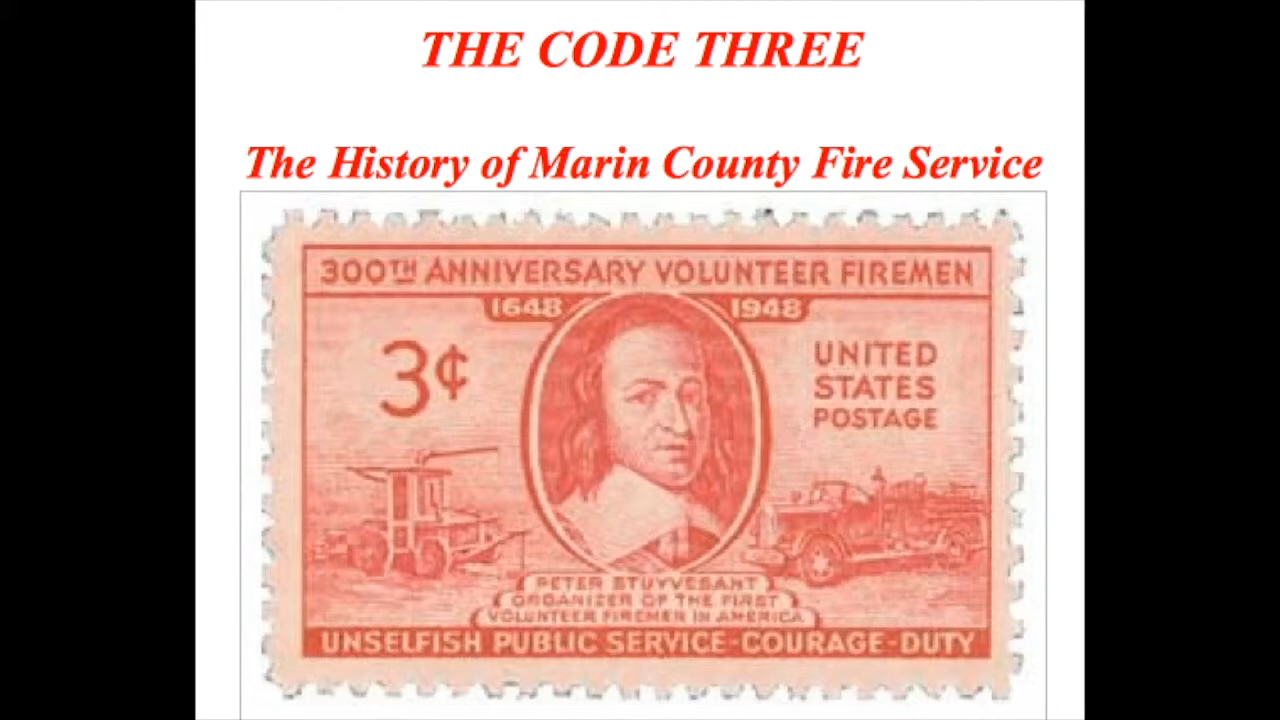 THE CODE THREE
The History of Marin County Fire Service
300TH ANNIVERSARY VOLUNTEER FIREMEN
1648 1948
3¢
UNITED
STATES
POSTAGE
PETER STUYVESANT
ORGANIZER OF THE FIRST
VOLUNTEER FIREMEN IN AMERICA
UNSELFISH PUBLIC SERVICE-COURAGE-DUTY